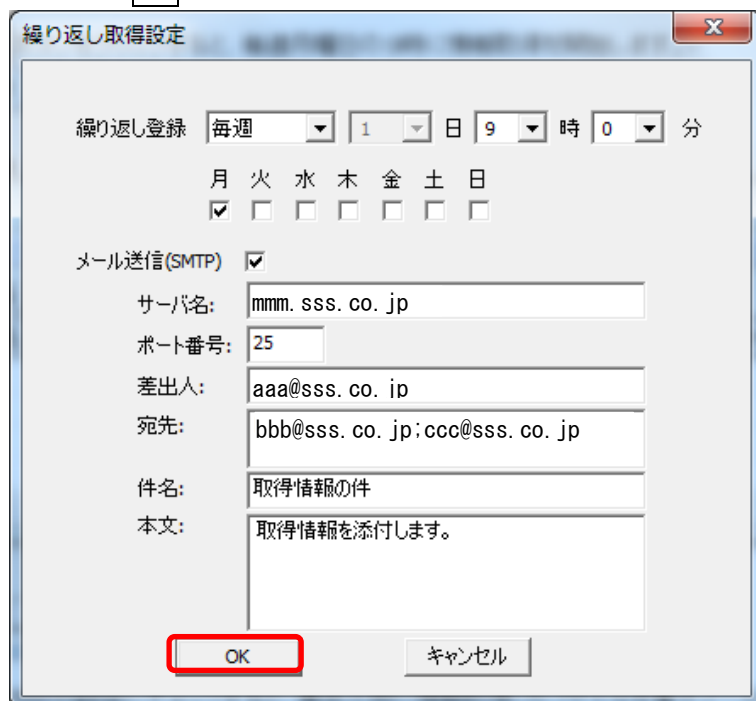 繰り返し取得設定
繰り返し登録 毎週 1 日 9 時 0 分
月 火 水 木 金 土 日
メール送信(SMTP)
サーバ名: mmm.sss.co.jp
ポート番号: 25
差出人: aaa@sss.co.jp
宛先: bbb@sss.co.jp;ccc@sss.co.jp
件名: 取得情報の件
本文: 取得情報を添付します。
OK キャンセル